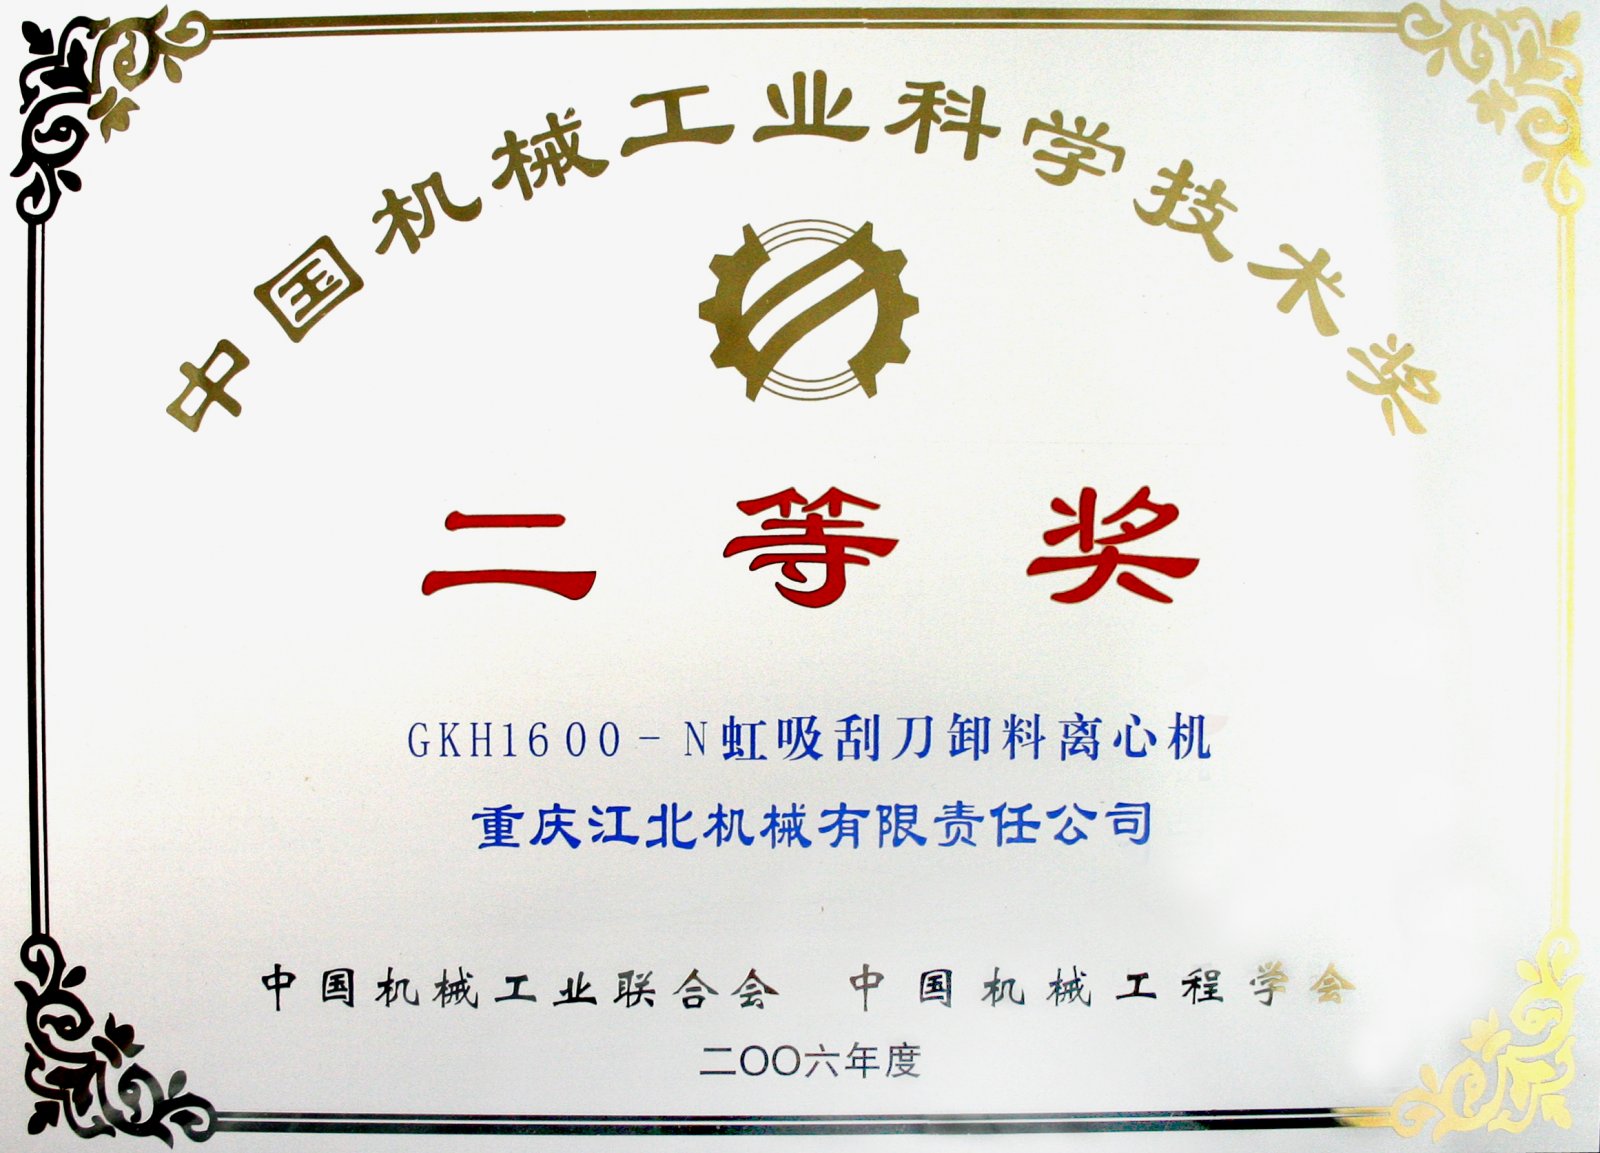 中国机械工业科学技术奖
二等奖
GKH1600-N虹吸刮刀卸料离心机
重庆江北机械有限责任公司
中国机械工业联合会 中国机械工程学会
二〇〇六年度